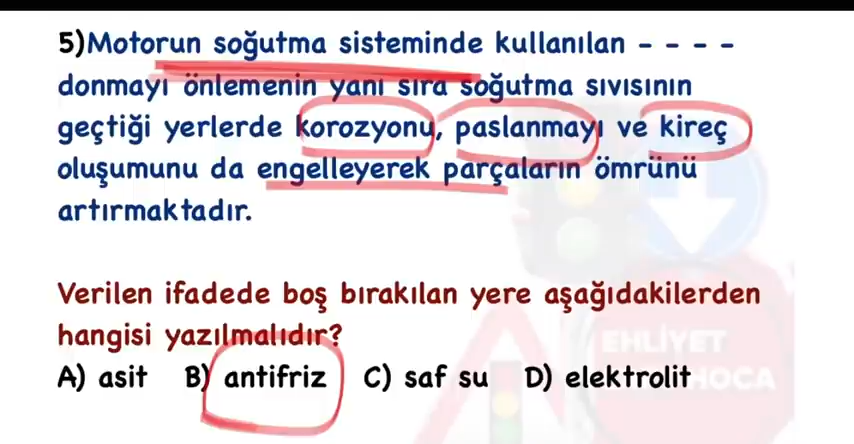 5)Motorun soğutma sisteminde kullanılan - - - -
donmayı önlemenin yanı sıra soğutma sıvısının
geçtiği yerlerde korozyonu, paslanmayı ve kireç
oluşumunu da engelleyerek parçaların ömrünü
artırmaktadır.
Verilen ifadede boş bırakılan yere aşağıdakilerden
hangisi yazılmalıdır?
EHLİYET
A) asit B) antifriz C) saf su D) elektrolit
HOCA